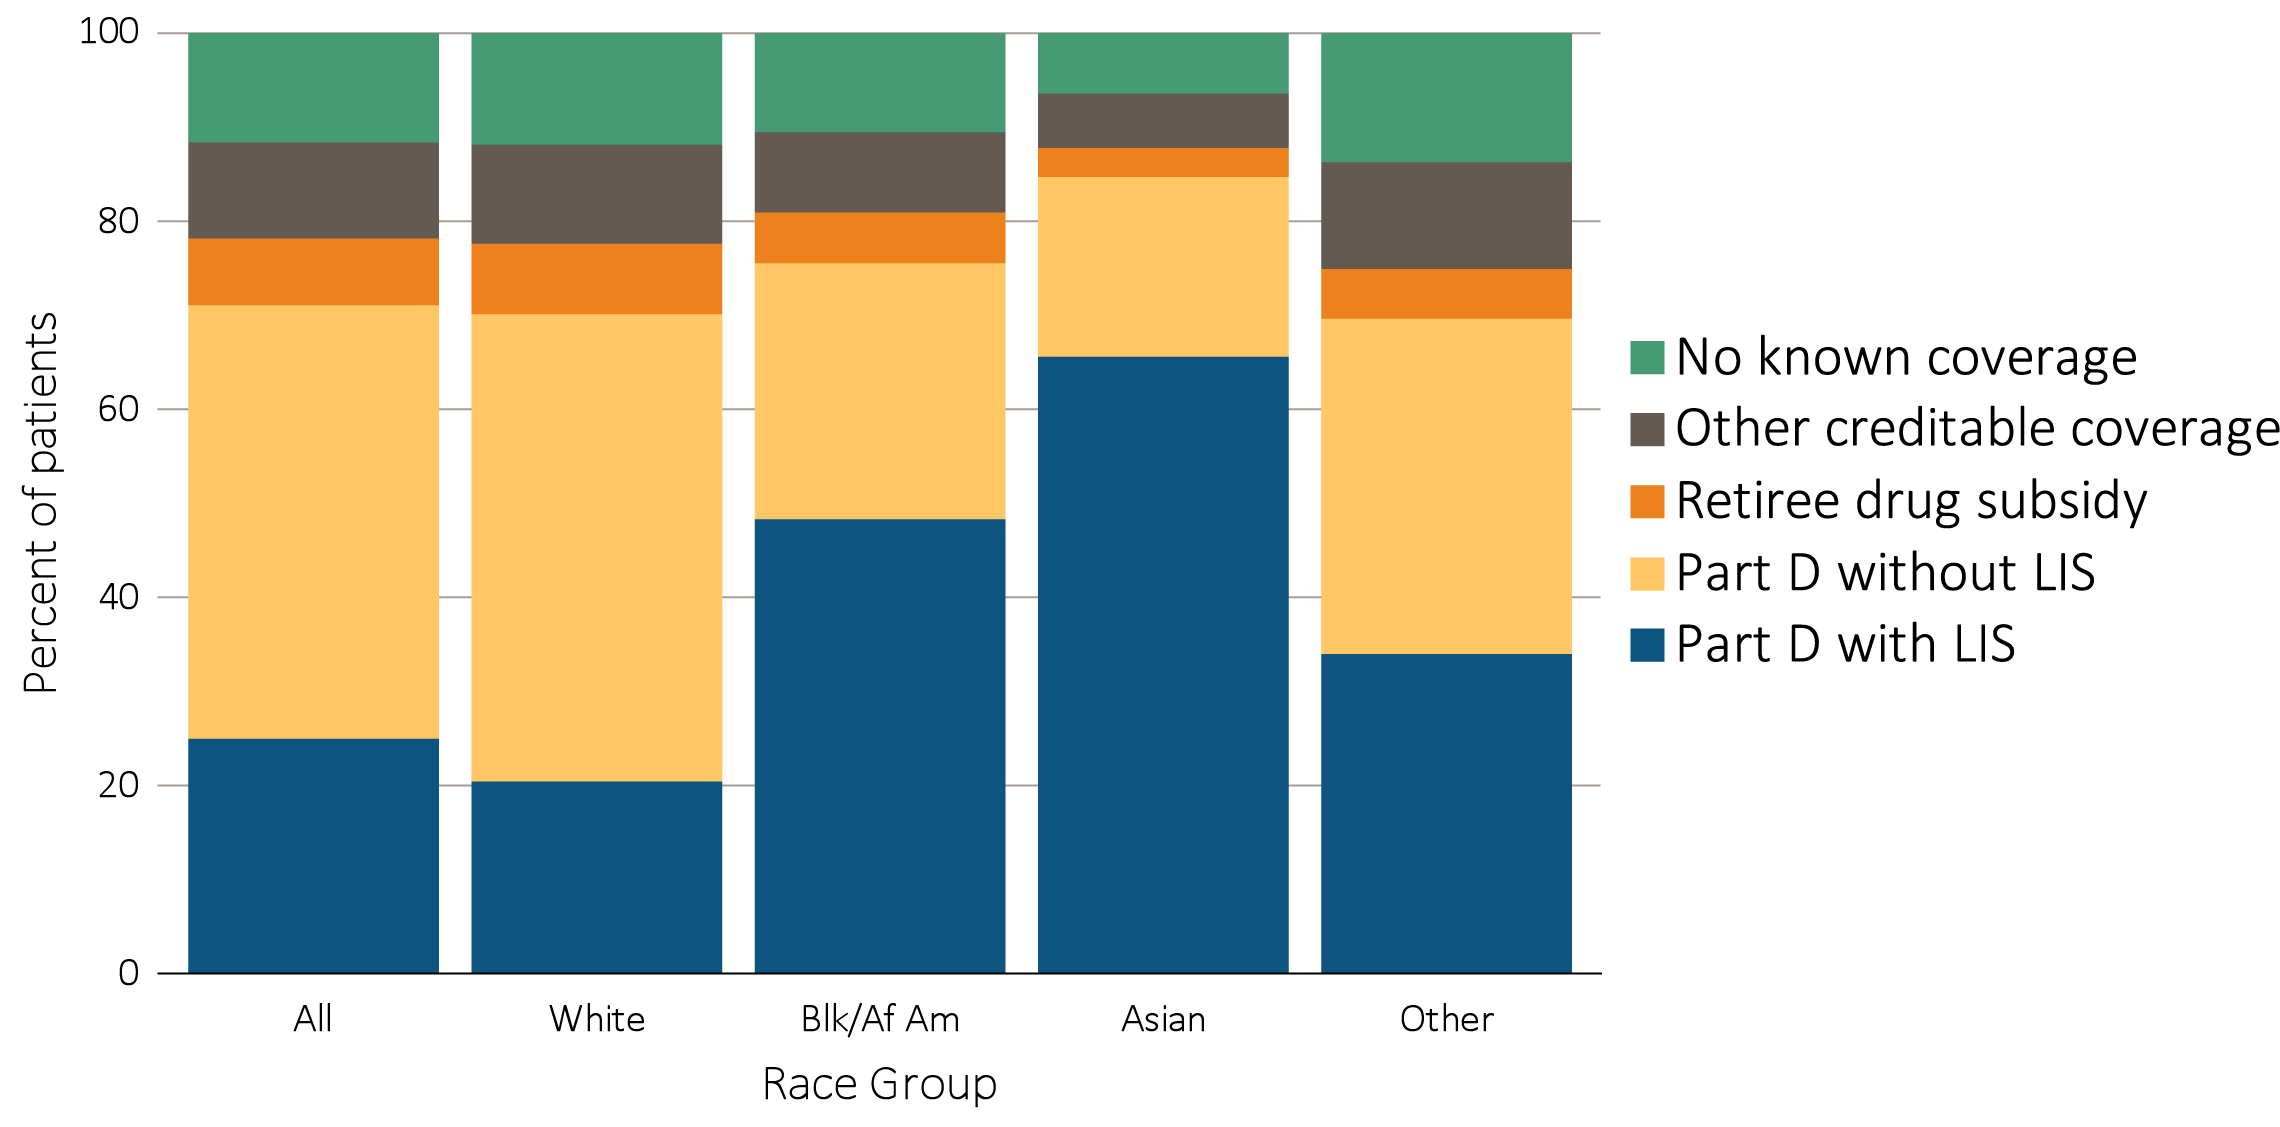 100
80
60
40
20
0
Percent of patients
All
White
Blk/Af Am
Asian
Other
Race Group
No known coverage
Other creditable coverage
Retiree drug subsidy
Part D without LIS
Part D with LIS